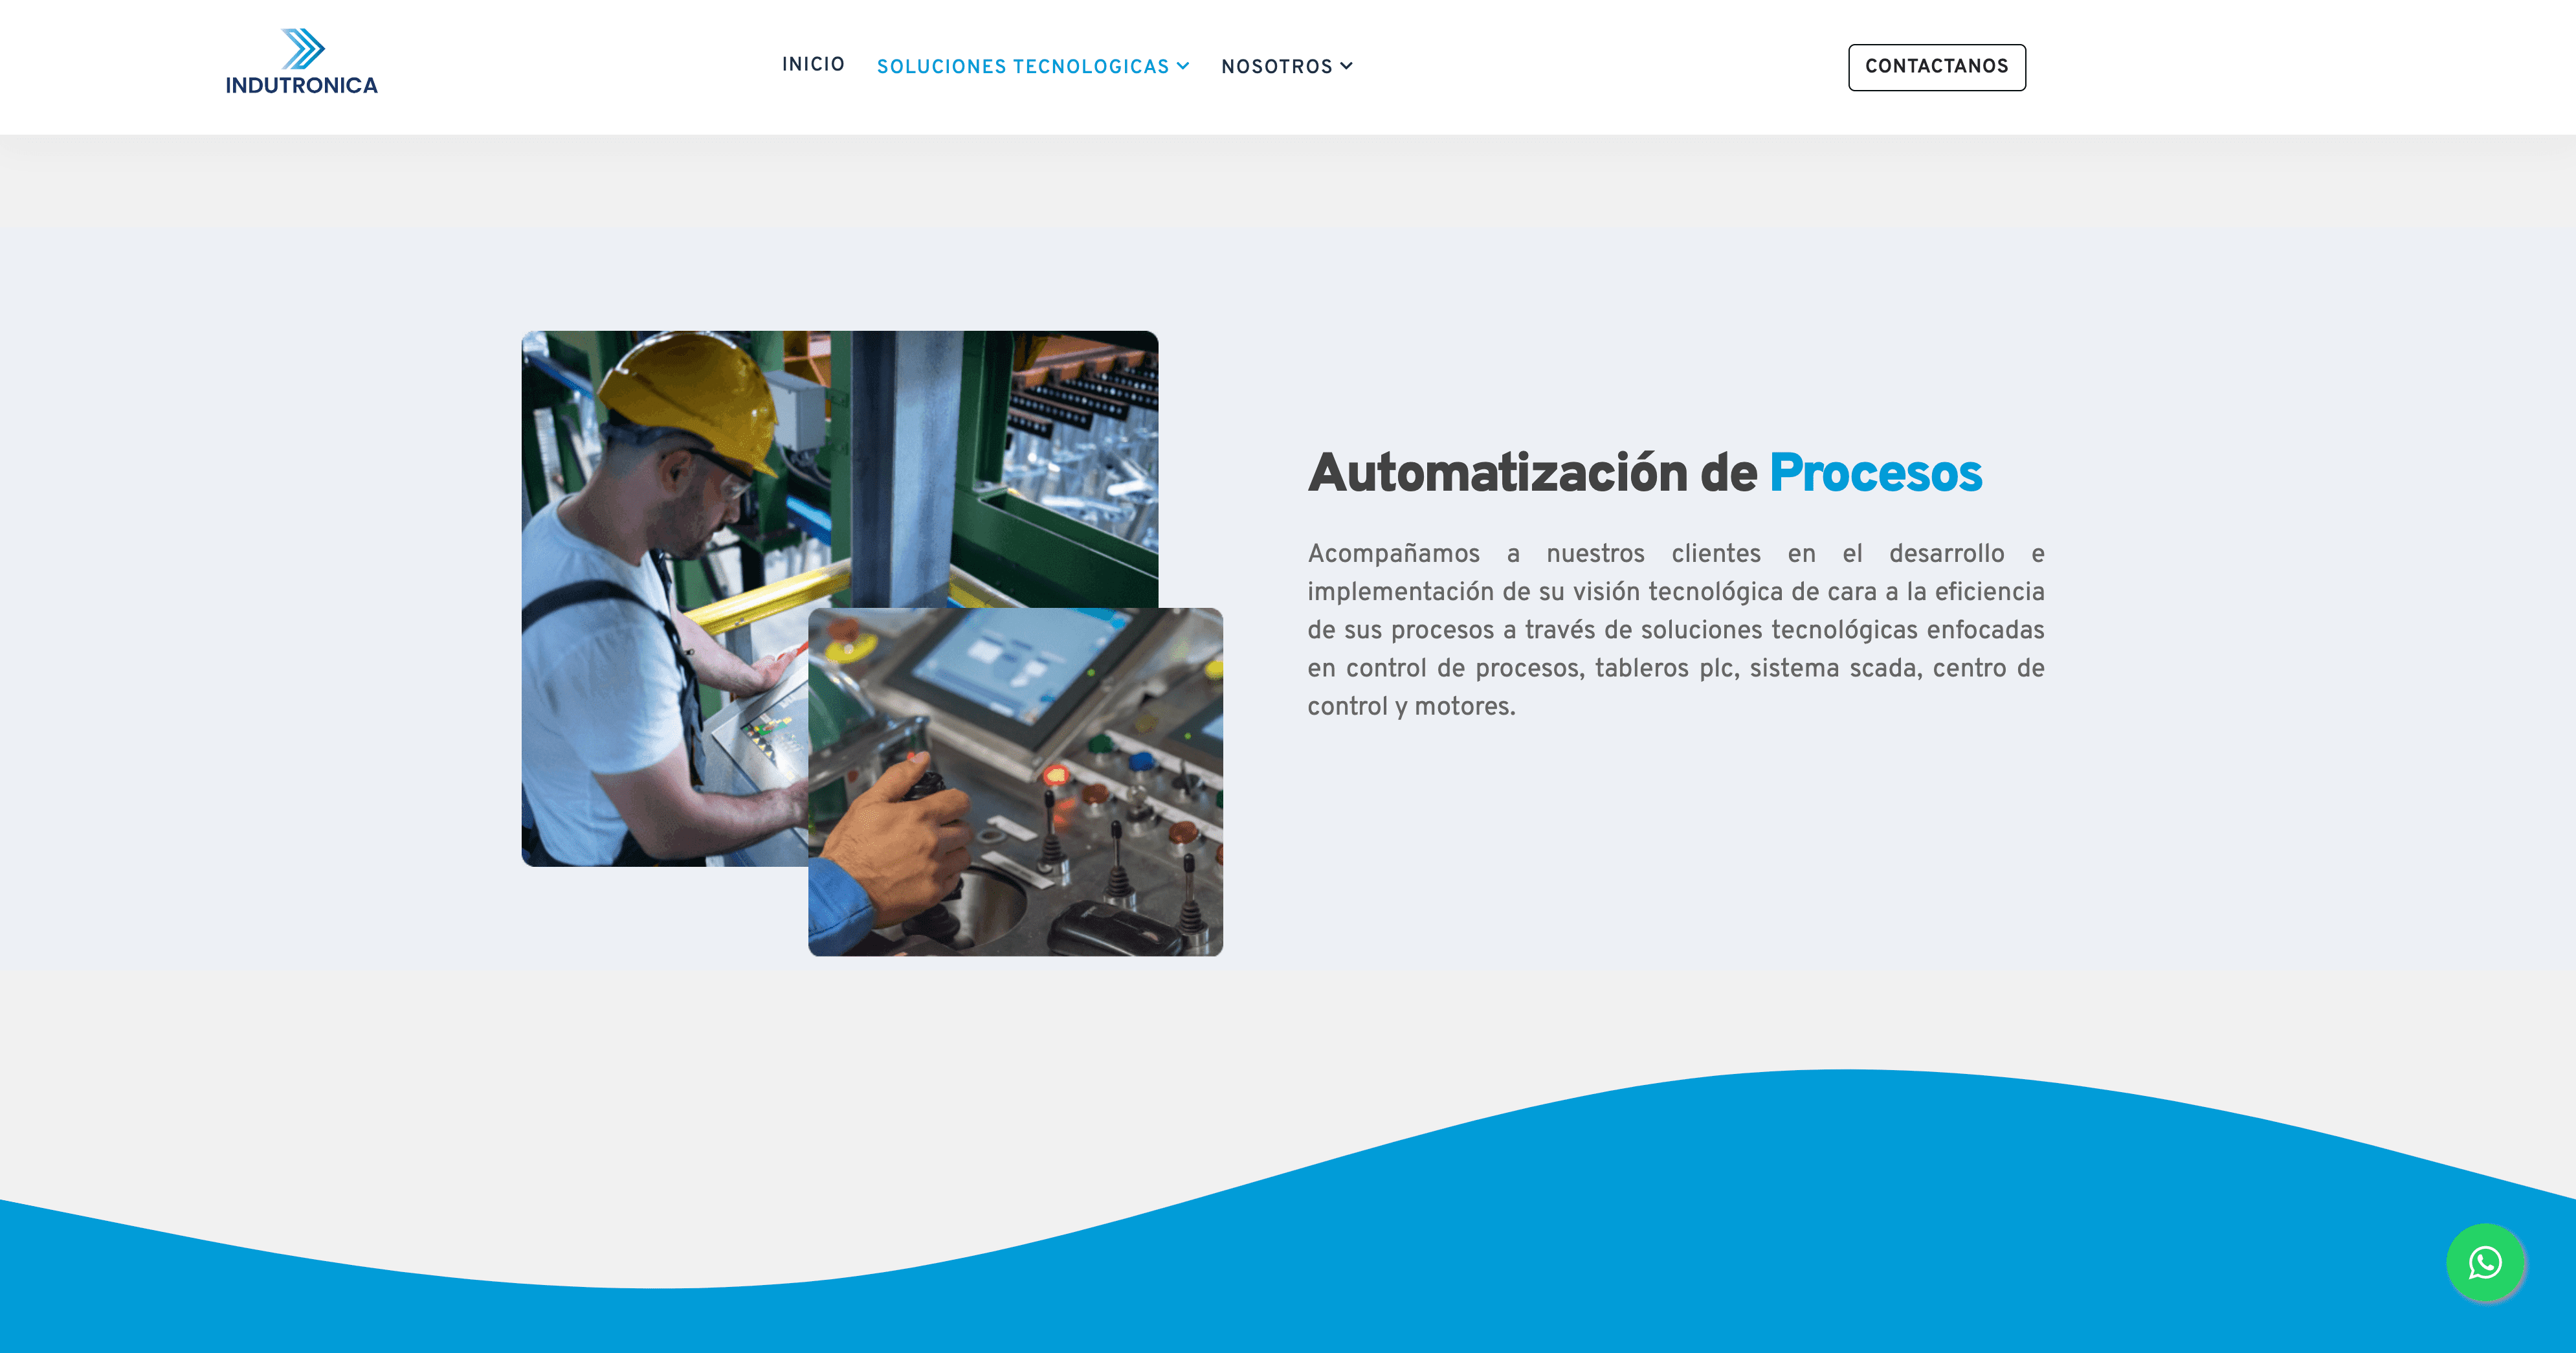 INDUTRONICA
INICIO
SOLUCIONES TECNOLOGICAS
NOSOTROS
CONTACTANOS
Automatización de Procesos
Acompañamos a nuestros clientes en el desarrollo e
implementación de su visión tecnológica de cara a la eficiencia
de sus procesos a través de soluciones tecnológicas enfocadas
en control de procesos, tableros plc, sistema scada, centro de
control y motores.